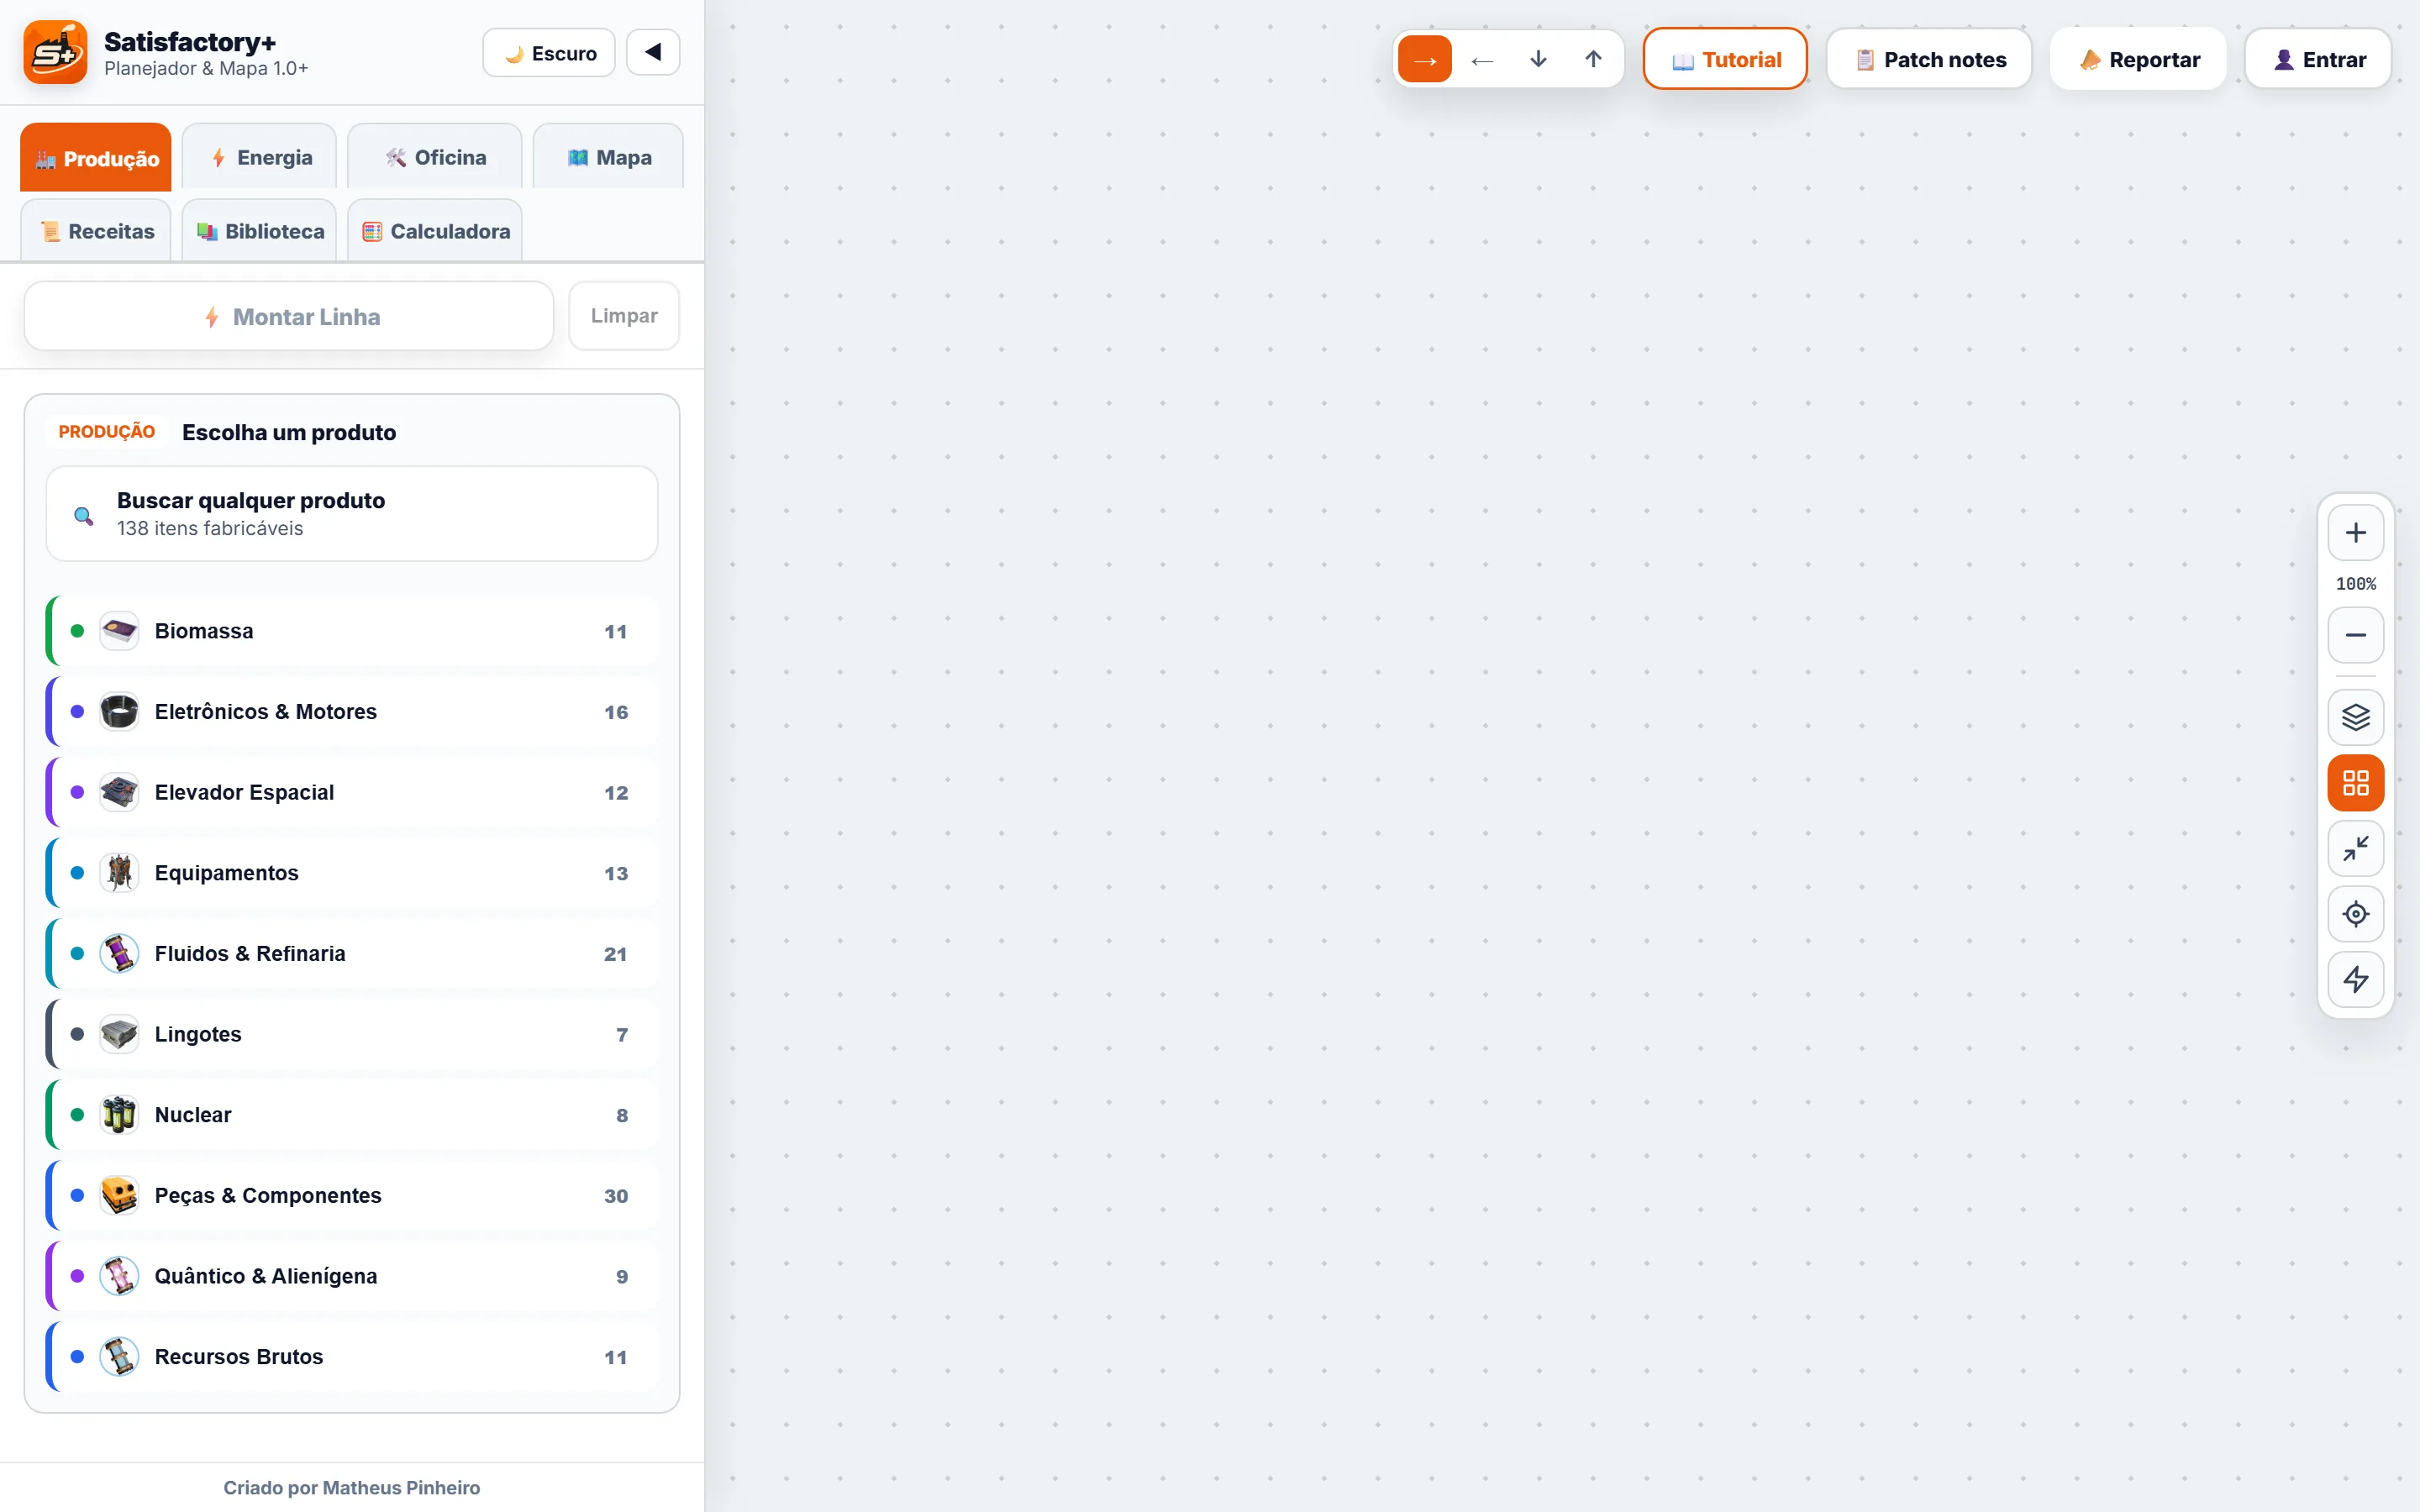 Satisfactory+
Planejador & Mapa 1.0+
Escuro
Produção
Energia
Oficina
Mapa
Receitas
Biblioteca
Calculadora
Montar Linha
Limpar
PRODUÇÃO Escolha um produto
Buscar qualquer produto
138 itens fabricáveis
Biomassa 11
Eletrônicos & Motores 16
Elevador Espacial 12
Equipamentos 13
Fluidos & Refinaria 21
Lingotes 7
Nuclear 8
Peças & Componentes 30
Quântico & Alienígena 9
Recursos Brutos 11
Criado por Matheus Pinheiro
Tutorial
Patch notes
Reportar
Entrar
100%
S+